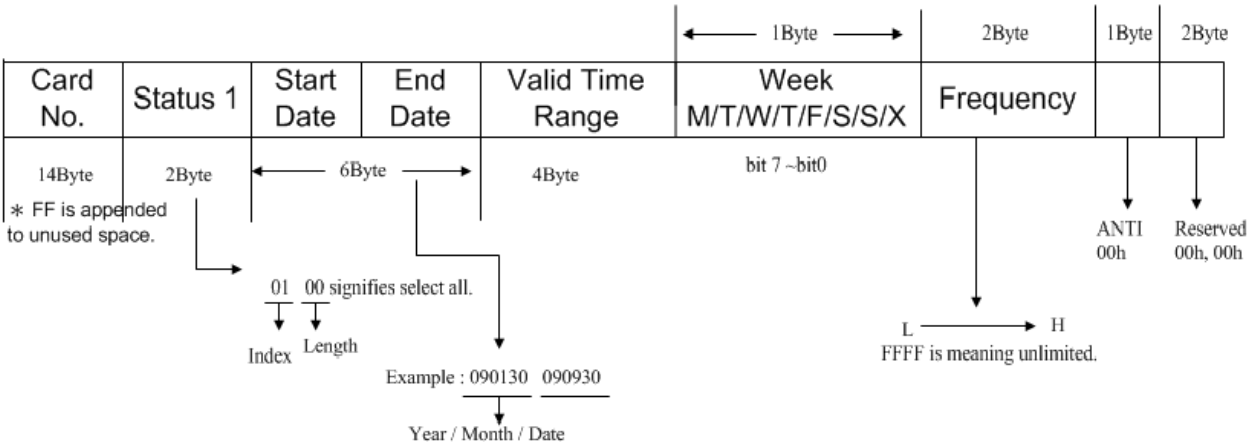 1Byte
2Byte
1Byte
2Byte
Card No.
Status 1
Start Date
End Date
Valid Time Range
Week M/T/W/T/F/S/S/X
Frequency
14Byte
2Byte
6Byte
4Byte
bit 7 ~bit0
* FF is appended
to unused space.
ANTI
00h
Reserved
00h, 00h
01 00 signifies select all.
Index
Length
L
H
FFFF is meaning unlimited.
Example : 090130 090930
Year / Month / Date